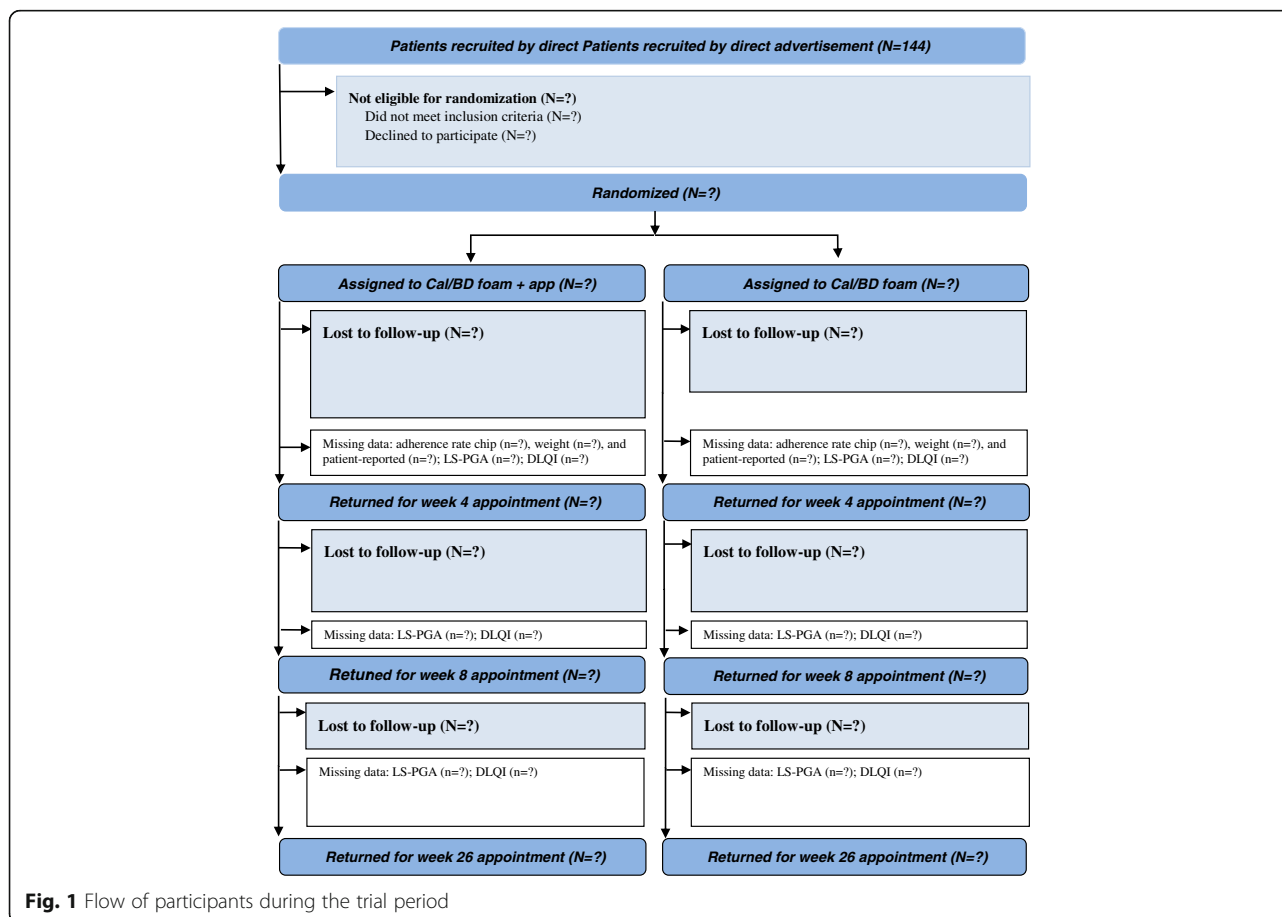 Patients recruited by direct Patients recruited by direct advertisement (N=144)
Not eligible for randomization (N=?)
Did not meet inclusion criteria (N=?)
Declined to participate (N=?)
Randomized (N=?)
Assigned to Cal/BD foam + app (N=?)
Assigned to Cal/BD foam (N=?)
Lost to follow-up (N=?)
Lost to follow-up (N=?)
Missing data: adherence rate chip (n=?), weight (n=?), and
patient-reported (n=?); LS-PGA (n=?); DLQI (n=?)
Missing data: adherence rate chip (n=?), weight (n=?), and
patient-reported (n=?); LS-PGA (n=?); DLQI (n=?)
Returned for week 4 appointment (N=?)
Returned for week 4 appointment (N=?)
Lost to follow-up (N=?)
Lost to follow-up (N=?)
Missing data: LS-PGA (n=?); DLQI (n=?)
Missing data: LS-PGA (n=?); DLQI (n=?)
Returned for week 8 appointment (N=?)
Returned for week 8 appointment (N=?)
Lost to follow-up (N=?)
Lost to follow-up (N=?)
Missing data: LS-PGA (n=?); DLQI (n=?)
Missing data: LS-PGA (n=?); DLQI (n=?)
Returned for week 26 appointment (N=?)
Returned for week 26 appointment (N=?)
Fig. 1 Flow of participants during the trial period